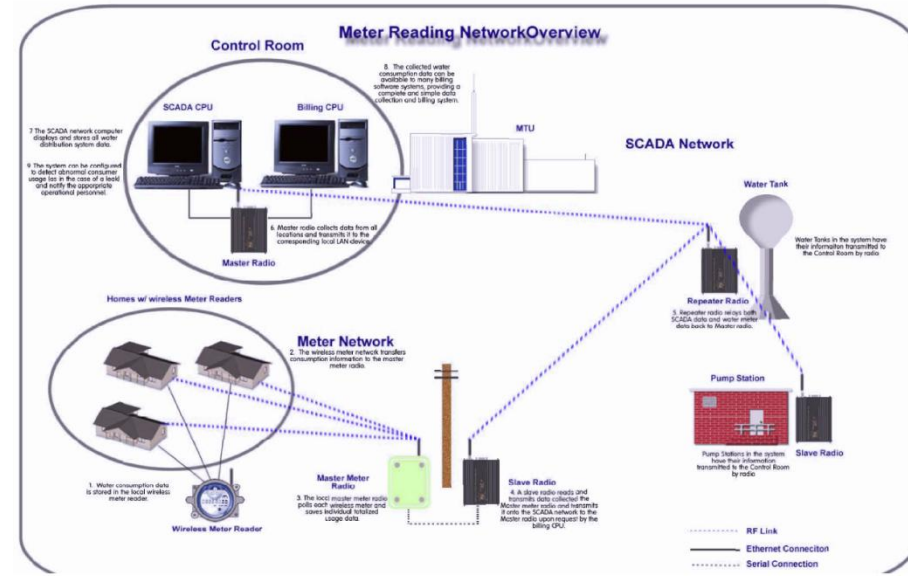 Meter Reading NetworkOverview
Control Room
SCADA CPU
Billing CPU
8. The collected water
consumption data can be
available to many billing
software systems, providing a
complete and simple data
collection and billing system.
MTU
SCADA Network
7 The SCADA network computer
displays and stores all water
distribution system data.
9. The system can be configured
to detect abnormal consumer
usage (as in the case of a leak)
and notify the appropriate
operational personnel.
6. Master radio collects data from all
locations and transmits it to the
corresponding local LAN device.
Master Radio
Water Tank
Water Tanks in the system have
their information transmitted to
the Control Room by radio
Repeater Radio
5. Repeater radio relays both
SCADA data and water meter
data back to Master radio.
Homes w/ wireless Meter Readers
Meter Network
2. The wireless meter network transfers
consumption information to the master
meter radio.
Pump Station
Slave Radio
Pump Stations in the system
have their information
transmitted to the Control Room
by radio
1. Water consumption data
is stored in the local wireless
meter reader.
Wireless Meter Reader
Master Meter
Radio
3. The local master meter radio
polls each wireless meter and
saves individual totalized
usage data.
Slave Radio
4. A slave radio reads and
transmits data collected the
Master meter radio and transmits
it onto the SCADA network to the
Master radio upon request by the
billing CPU.
RF Link
Ethernet Conneciton
Serial Connection